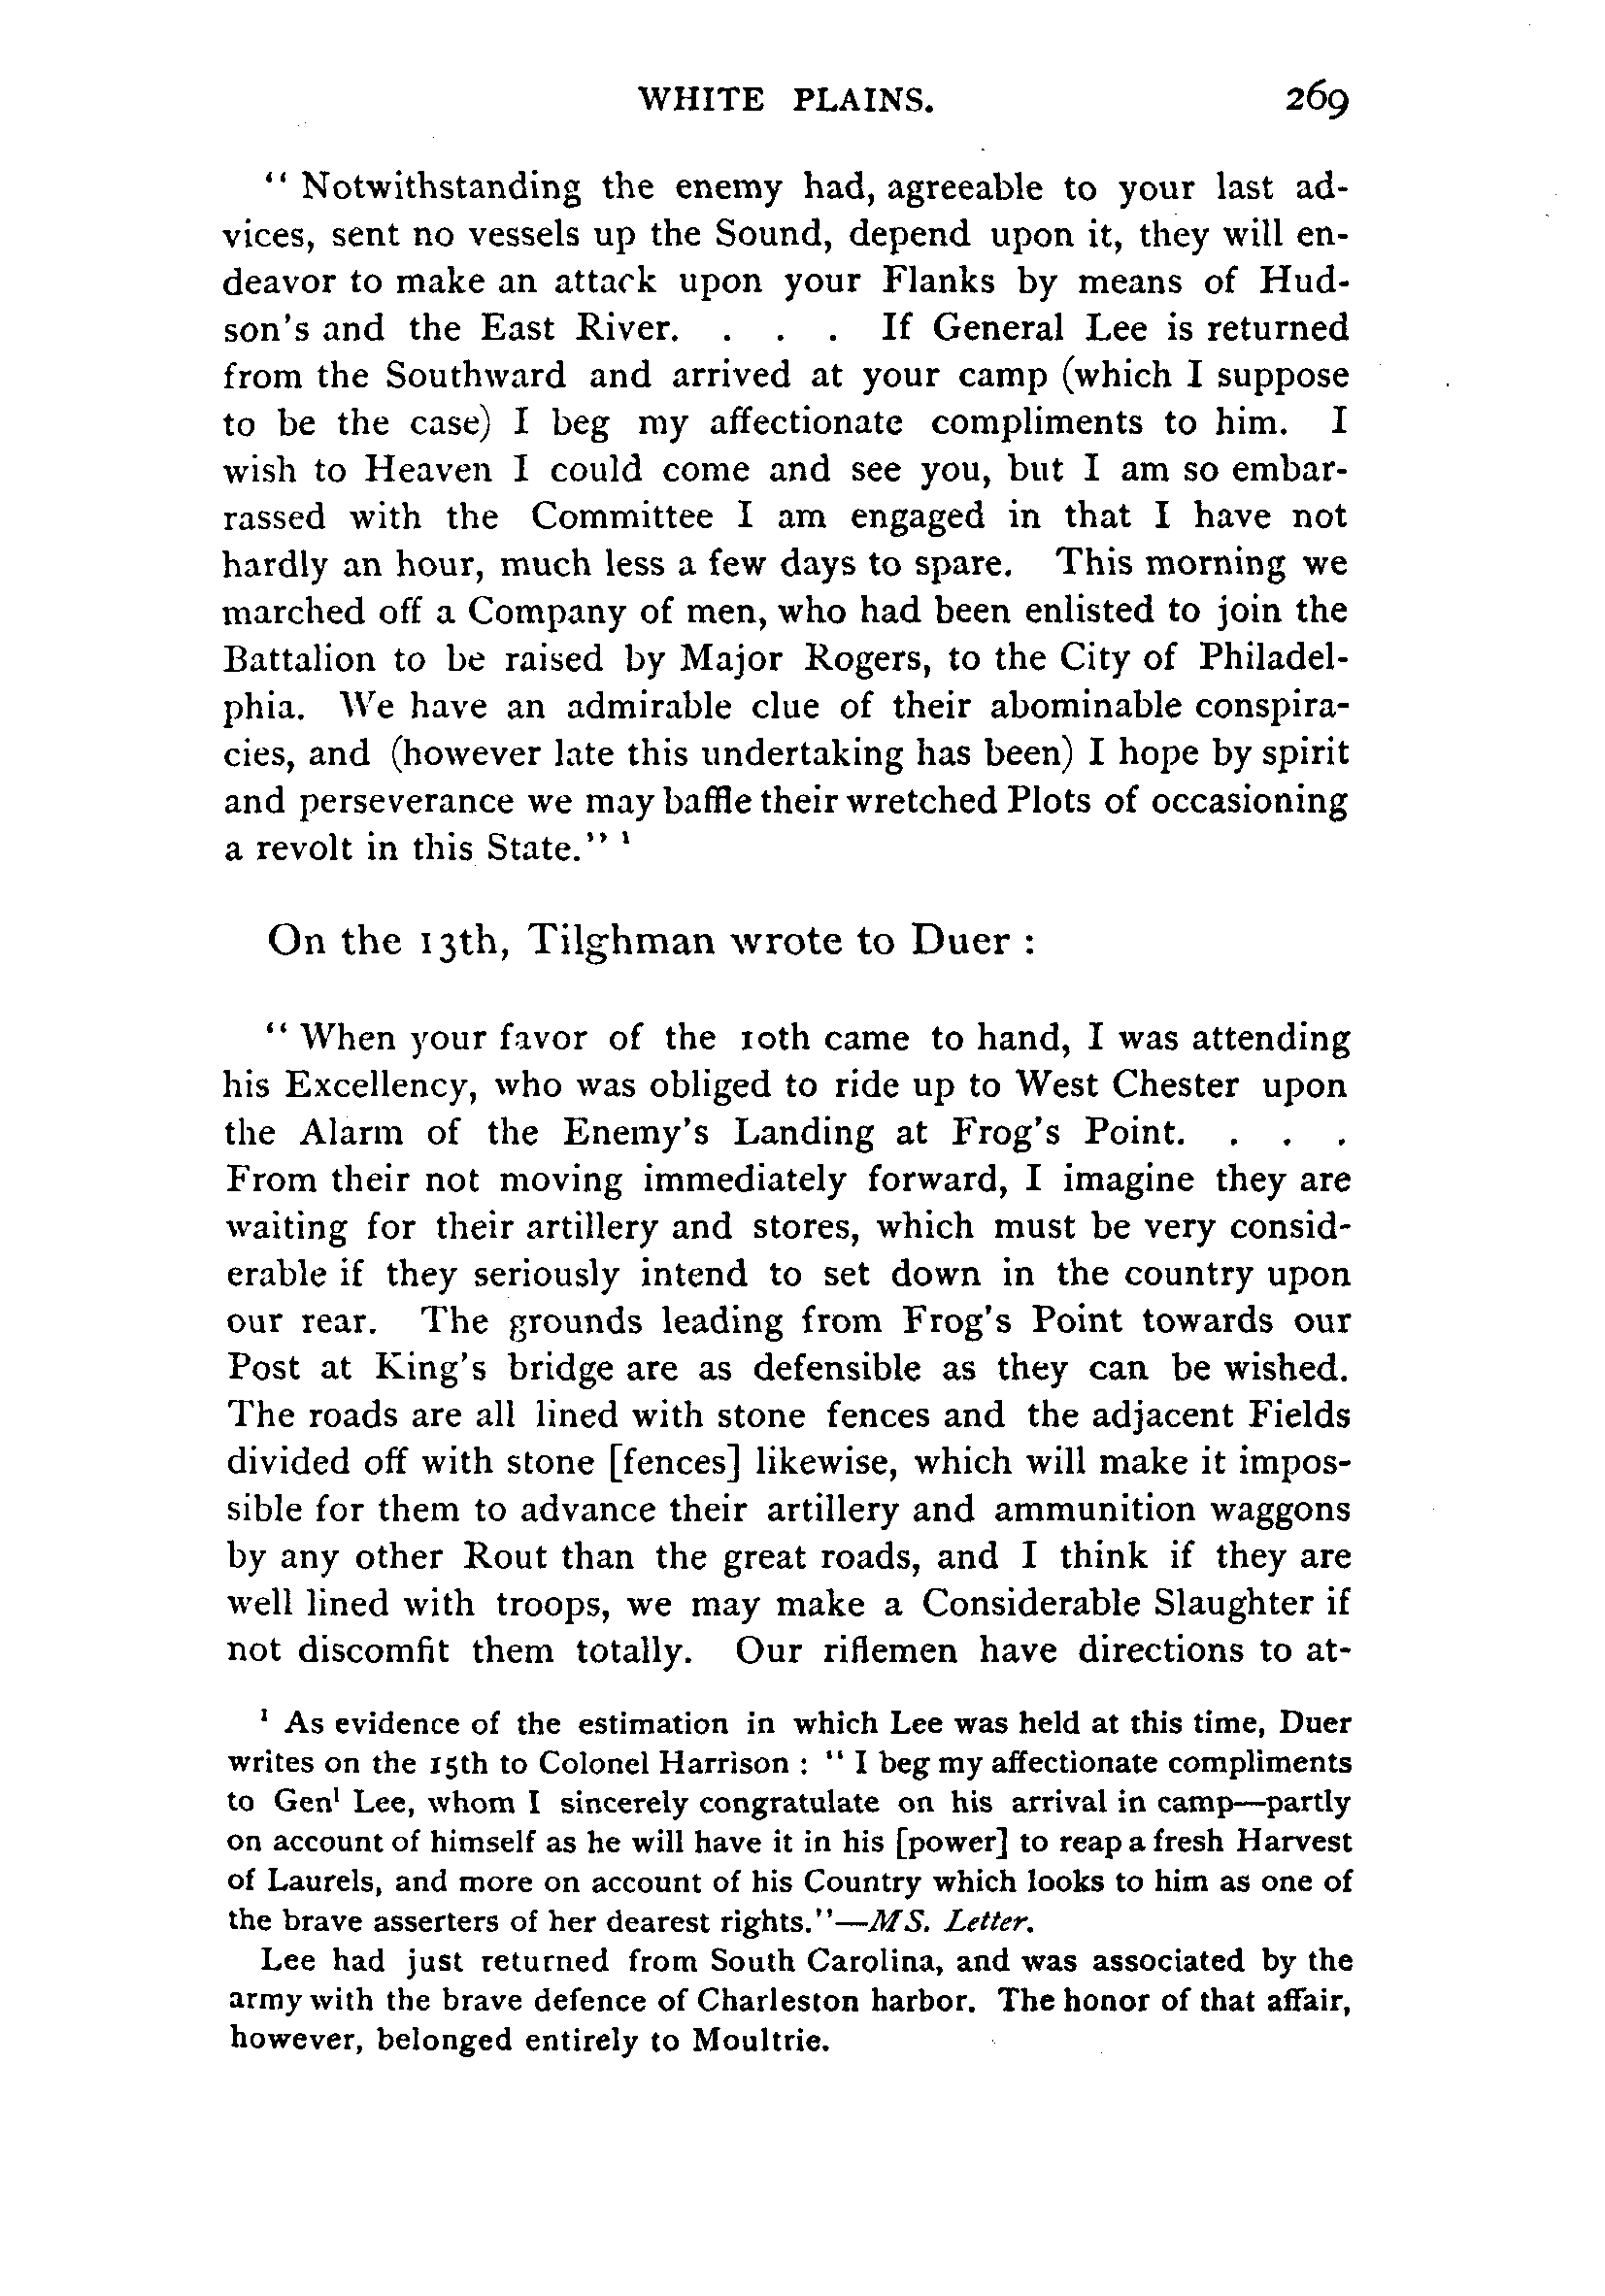 WHITE PLAINS. 269
“ Notwithstanding the enemy had, agreeable to your last ad-
vices, sent no vessels up the Sound, depend upon it, they will en-
deavor to make an attack upon your Flanks by means of Hud-
son's and the East River. . . . If General Lee is returned
from the Southward and arrived at your camp (which I suppose
to be the case) I beg my affectionate compliments to him. I
wish to Heaven I could come and see you, but I am so embar-
rassed with the Committee I am engaged in that I have not
hardly an hour, much less a few days to spare. This morning we
marched off a Company of men, who had been enlisted to join the
Battalion to be raised by Major Rogers, to the City of Philadel-
phia. We have an admirable clue of their abominable conspira-
cies, and (however late this undertaking has been) I hope by spirit
and perseverance we may baffle their wretched Plots of occasioning
a revolt in this State.” ¹
On the 13th, Tilghman wrote to Duer :
“ When your favor of the 10th came to hand, I was attending
his Excellency, who was obliged to ride up to West Chester upon
the Alarm of the Enemy's Landing at Frog's Point. . . .
From their not moving immediately forward, I imagine they are
waiting for their artillery and stores, which must be very consid-
erable if they seriously intend to set down in the country upon
our rear. The grounds leading from Frog's Point towards our
Post at King's bridge are as defensible as they can be wished.
The roads are all lined with stone fences and the adjacent Fields
divided off with stone [fences] likewise, which will make it impos-
sible for them to advance their artillery and ammunition waggons
by any other Rout than the great roads, and I think if they are
well lined with troops, we may make a Considerable Slaughter if
not discomfit them totally. Our riflemen have directions to at-
¹ As evidence of the estimation in which Lee was held at this time, Duer
writes on the 15th to Colonel Harrison : “ I beg my affectionate compliments
to Genˡ Lee, whom I sincerely congratulate on his arrival in camp—partly
on account of himself as he will have it in his [power] to reap a fresh Harvest
of Laurels, and more on account of his Country which looks to him as one of
the brave asserters of her dearest rights.”—MS. Letter.
Lee had just returned from South Carolina, and was associated by the
army with the brave defence of Charleston harbor. The honor of that affair,
however, belonged entirely to Moultrie.